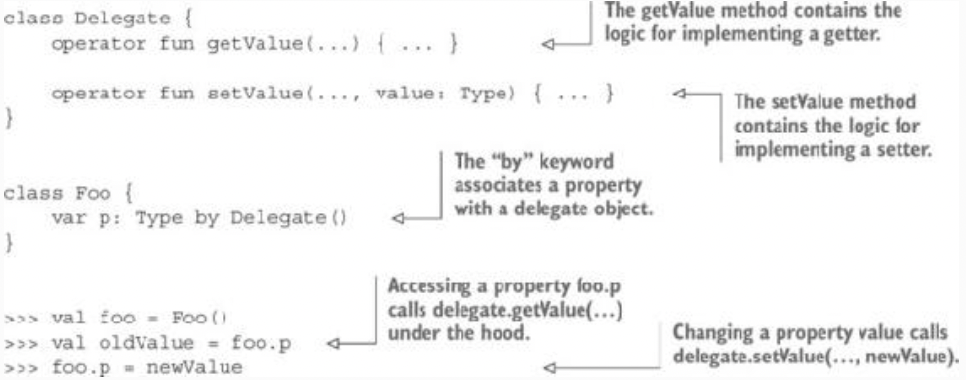 class Delegate {
operator fun getValue(...) { ... }
The getValue method contains the
logic for implementing a getter.
operator fun setValue(..., value: Type) { ... }
The setValue method
contains the logic for
implementing a setter.
}
The “by” keyword
associates a property
with a delegate object.
class Foo {
var p: Type by Delegate()
}
Accessing a property foo.p
calls delegate.getValue(...)
under the hood.
>>> val foo = Foo()
>>> val oldValue = foo.p
>>> foo.p = newValue
Changing a property value calls
delegate.setValue(..., newValue).